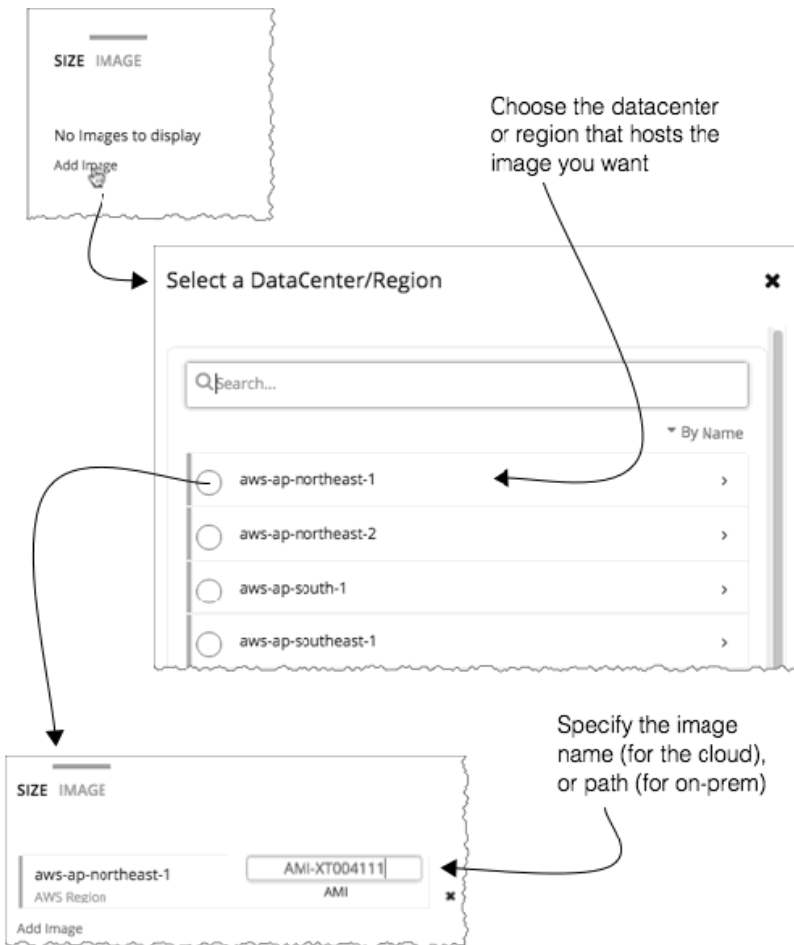 SIZE IMAGE
No Images to display
Add Image
Choose the datacenter
or region that hosts the
image you want
Select a DataCenter/Region
Search...
By Name
aws-ap-northeast-1
aws-ap-northeast-2
aws-ap-south-1
aws-ap-southeast-1
Specify the image
name (for the cloud),
or path (for on-prem)
SIZE IMAGE
aws-ap-northeast-1
AWS Region
AMI-XT004111
AMI
Add Image